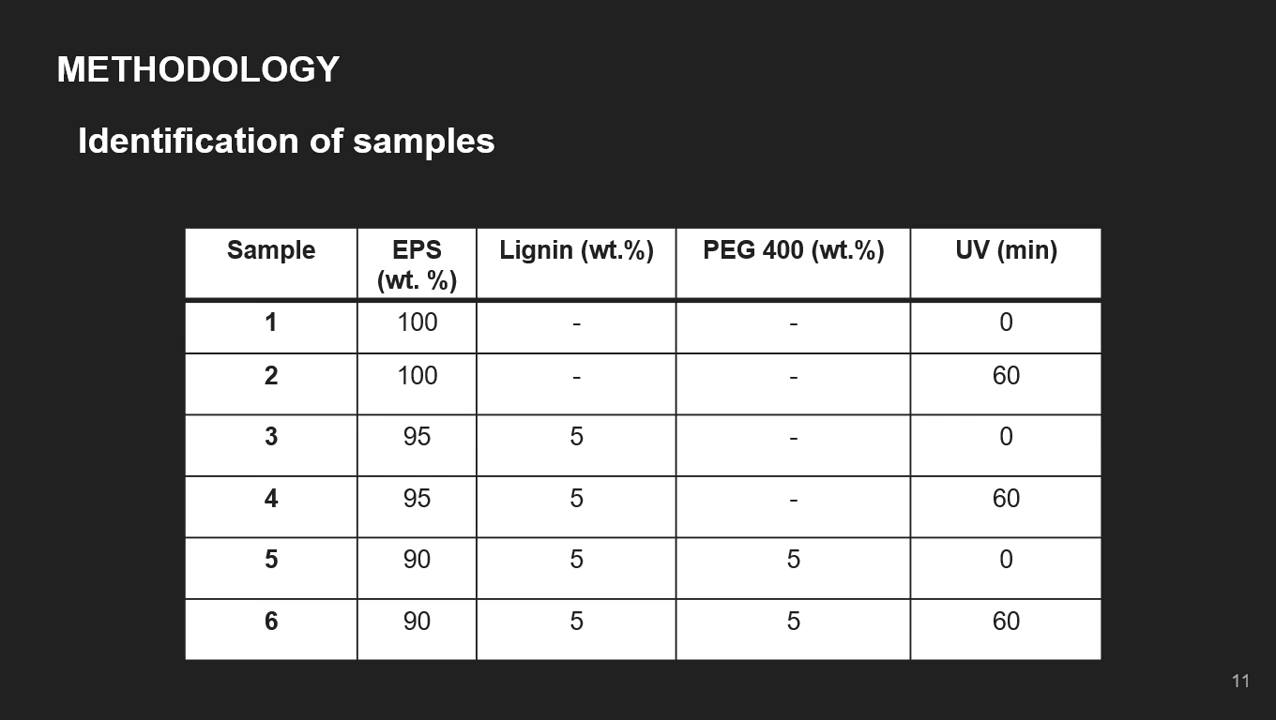 METHODOLOGY
Identification of samples
Sample EPS (wt. %) Lignin (wt.%) PEG 400 (wt.%) UV (min)
1 100 - - 0
2 100 - - 60
3 95 5 - 0
4 95 5 - 60
5 90 5 5 0
6 90 5 5 60
11